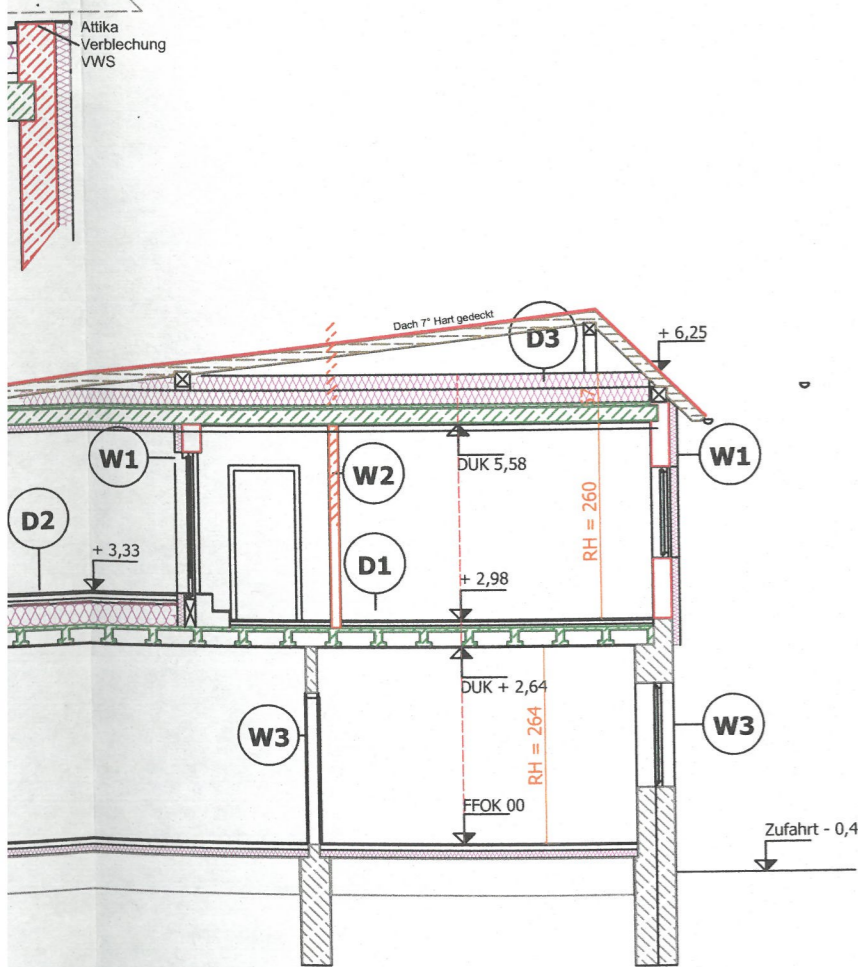 Attika
Verblechung
VWS
Dach 7° Hart gedeckt
D3
+ 6,25
W1
DUK 5,58
W2
W1
RH = 260
D2
+ 3,33
D1
+ 2,98
DUK + 2,64
W3
RH = 264
W3
FFOK 00
Zufahrt - 0,4